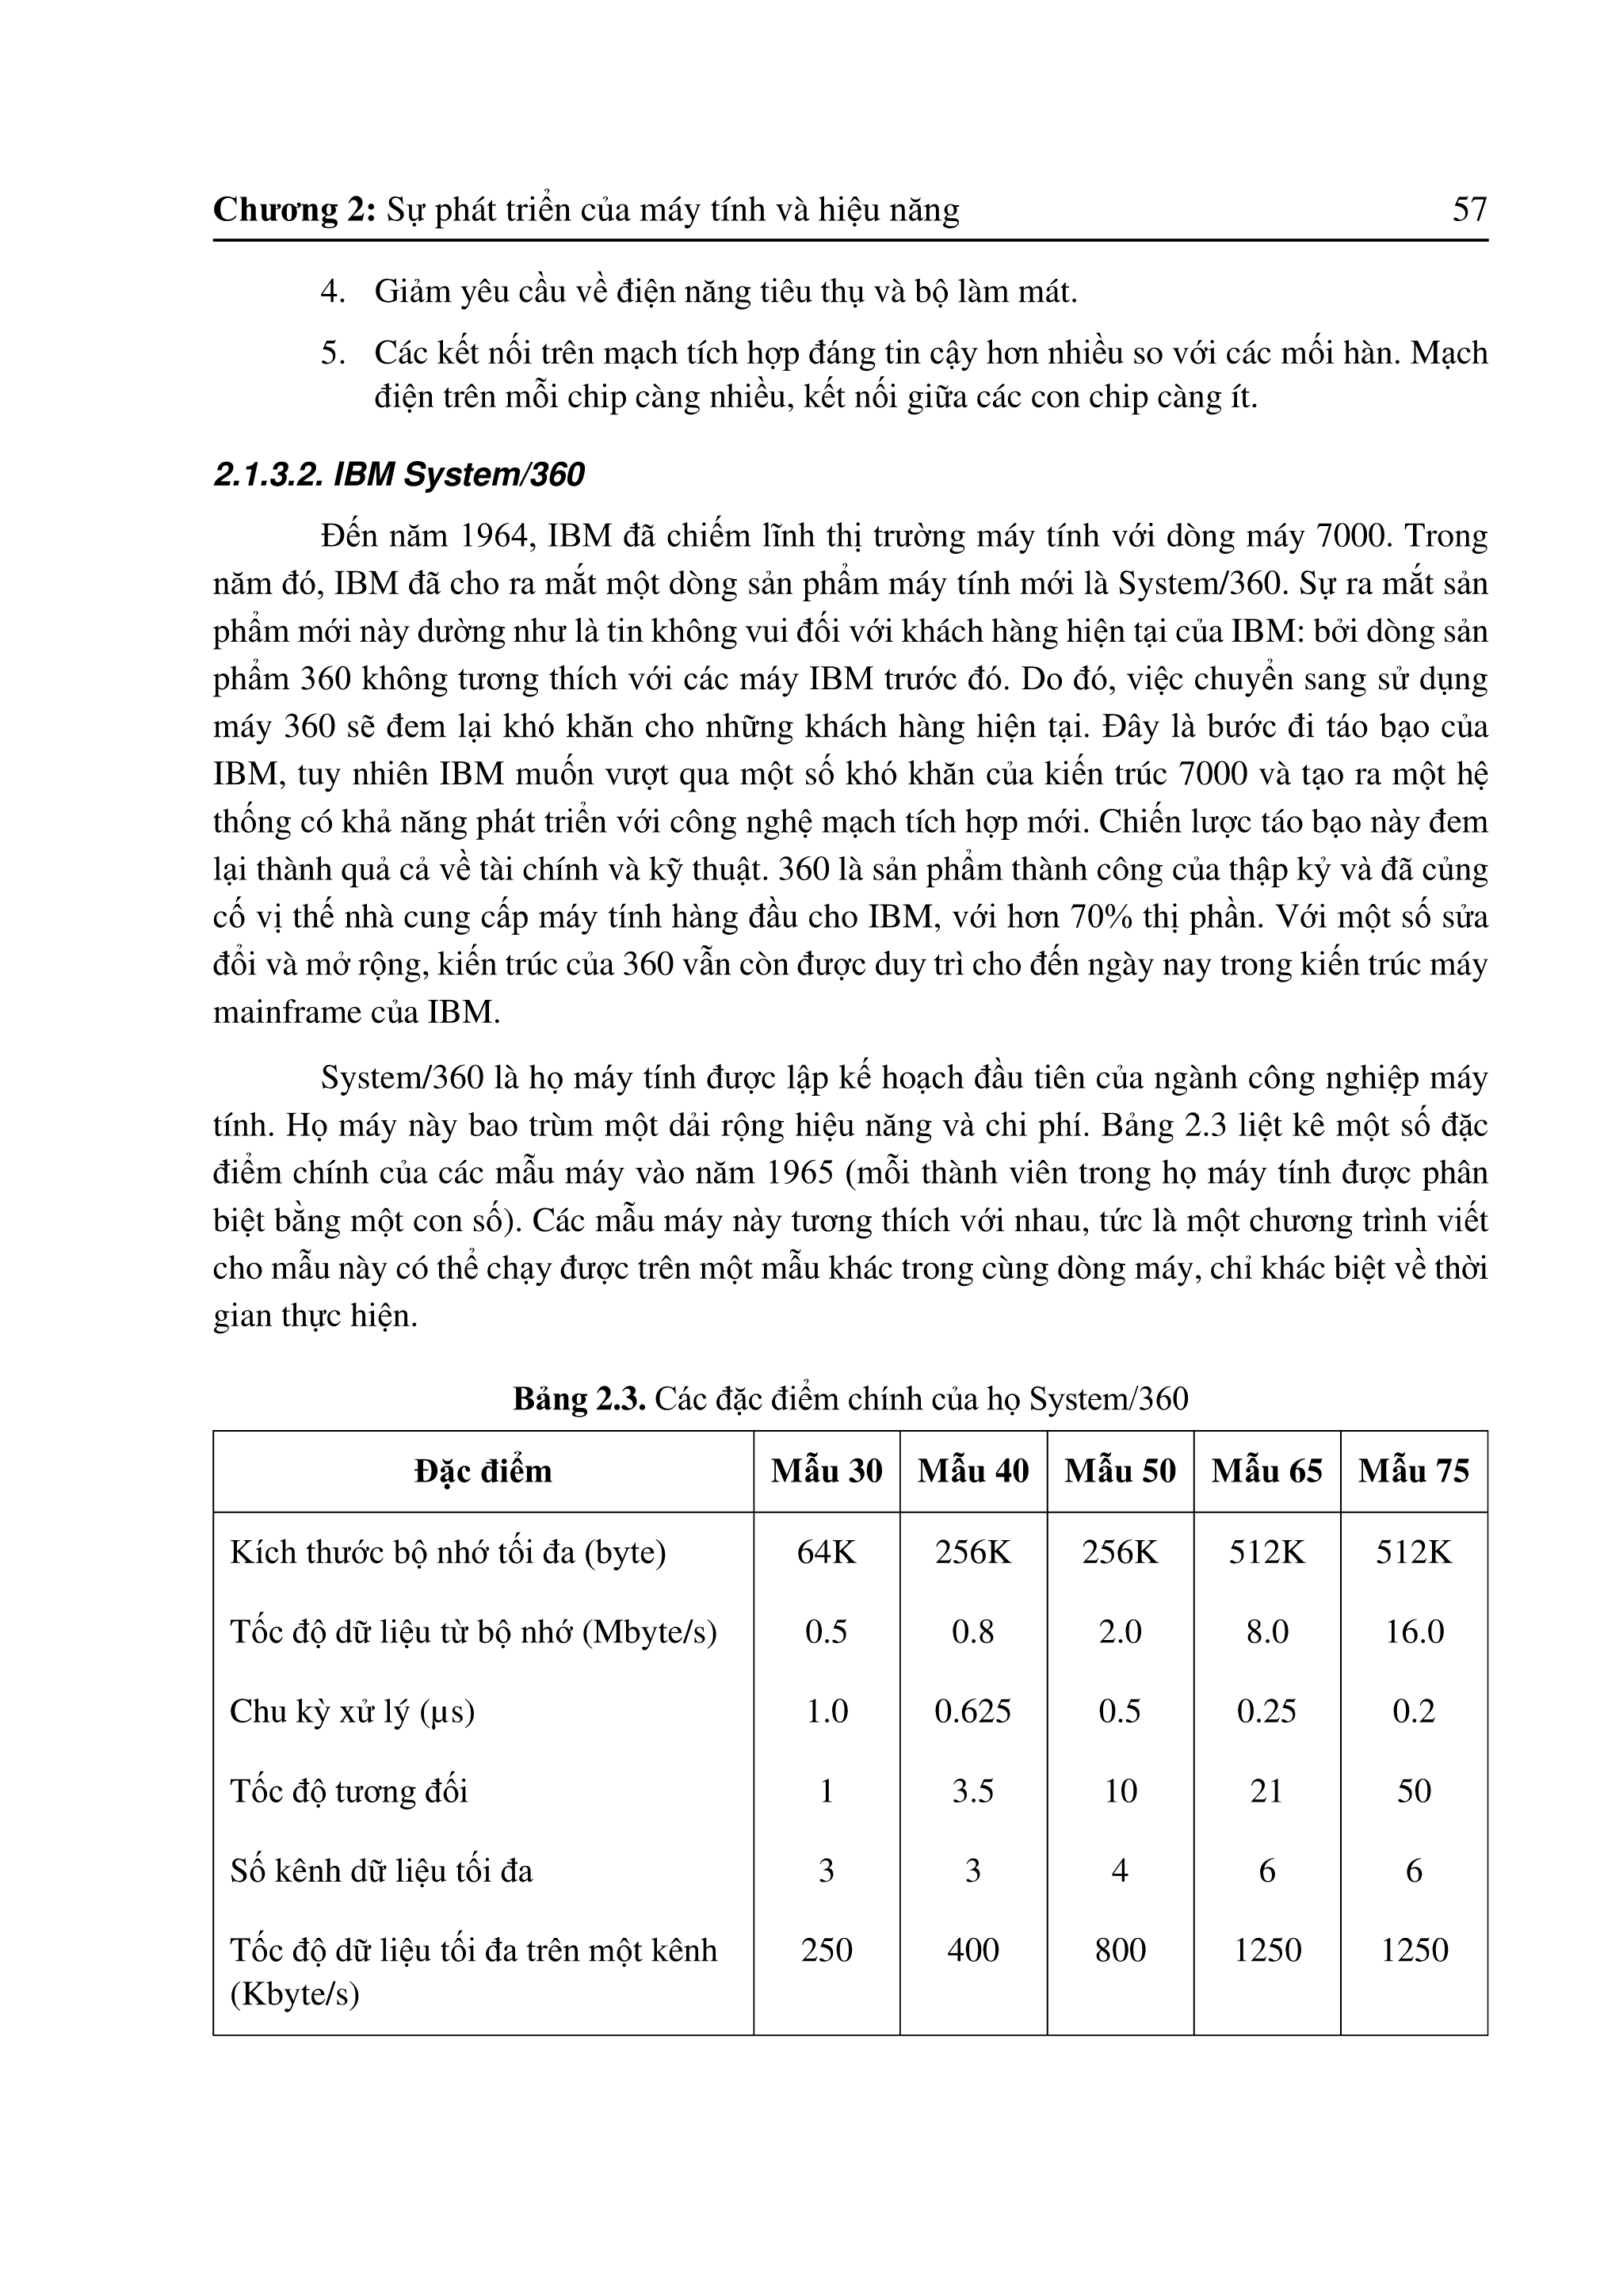 Chương 2: Sự phát triển của máy tính và hiệu năng 57
4. Giảm yêu cầu về điện năng tiêu thụ và bộ làm mát.
5. Các kết nối trên mạch tích hợp đáng tin cậy hơn nhiều so với các mối hàn. Mạch
điện trên mỗi chip càng nhiều, kết nối giữa các con chip càng ít.
2.1.3.2. IBM System/360
Đến năm 1964, IBM đã chiếm lĩnh thị trường máy tính với dòng máy 7000. Trong
năm đó, IBM đã cho ra mắt một dòng sản phẩm máy tính mới là System/360. Sự ra mắt sản
phẩm mới này dường như là tin không vui đối với khách hàng hiện tại của IBM: bởi dòng sản
phẩm 360 không tương thích với các máy IBM trước đó. Do đó, việc chuyển sang sử dụng
máy 360 sẽ đem lại khó khăn cho những khách hàng hiện tại. Đây là bước đi táo bạo của
IBM, tuy nhiên IBM muốn vượt qua một số khó khăn của kiến trúc 7000 và tạo ra một hệ
thống có khả năng phát triển với công nghệ mạch tích hợp mới. Chiến lược táo bạo này đem
lại thành quả cả về tài chính và kỹ thuật. 360 là sản phẩm thành công của thập kỷ và đã củng
cố vị thế nhà cung cấp máy tính hàng đầu cho IBM, với hơn 70% thị phần. Với một số sửa
đổi và mở rộng, kiến trúc của 360 vẫn còn được duy trì cho đến ngày nay trong kiến trúc máy
mainframe của IBM.
System/360 là họ máy tính được lập kế hoạch đầu tiên của ngành công nghiệp máy
tính. Họ máy này bao trùm một dải rộng hiệu năng và chi phí. Bảng 2.3 liệt kê một số đặc
điểm chính của các mẫu máy vào năm 1965 (mỗi thành viên trong họ máy tính được phân
biệt bằng một con số). Các mẫu máy này tương thích với nhau, tức là một chương trình viết
cho mẫu này có thể chạy được trên một mẫu khác trong cùng dòng máy, chỉ khác biệt về thời
gian thực hiện.
Bảng 2.3. Các đặc điểm chính của họ System/360
Đặc điểm Mẫu 30 Mẫu 40 Mẫu 50 Mẫu 65 Mẫu 75
Kích thước bộ nhớ tối đa (byte) 64K 256K 256K 512K 512K
Tốc độ dữ liệu từ bộ nhớ (Mbyte/s) 0.5 0.8 2.0 8.0 16.0
Chu kỳ xử lý (µs) 1.0 0.625 0.5 0.25 0.2
Tốc độ tương đối 1 3.5 10 21 50
Số kênh dữ liệu tối đa 3 3 4 6 6
Tốc độ dữ liệu tối đa trên một kênh 250 400 800 1250 1250
(Kbyte/s)